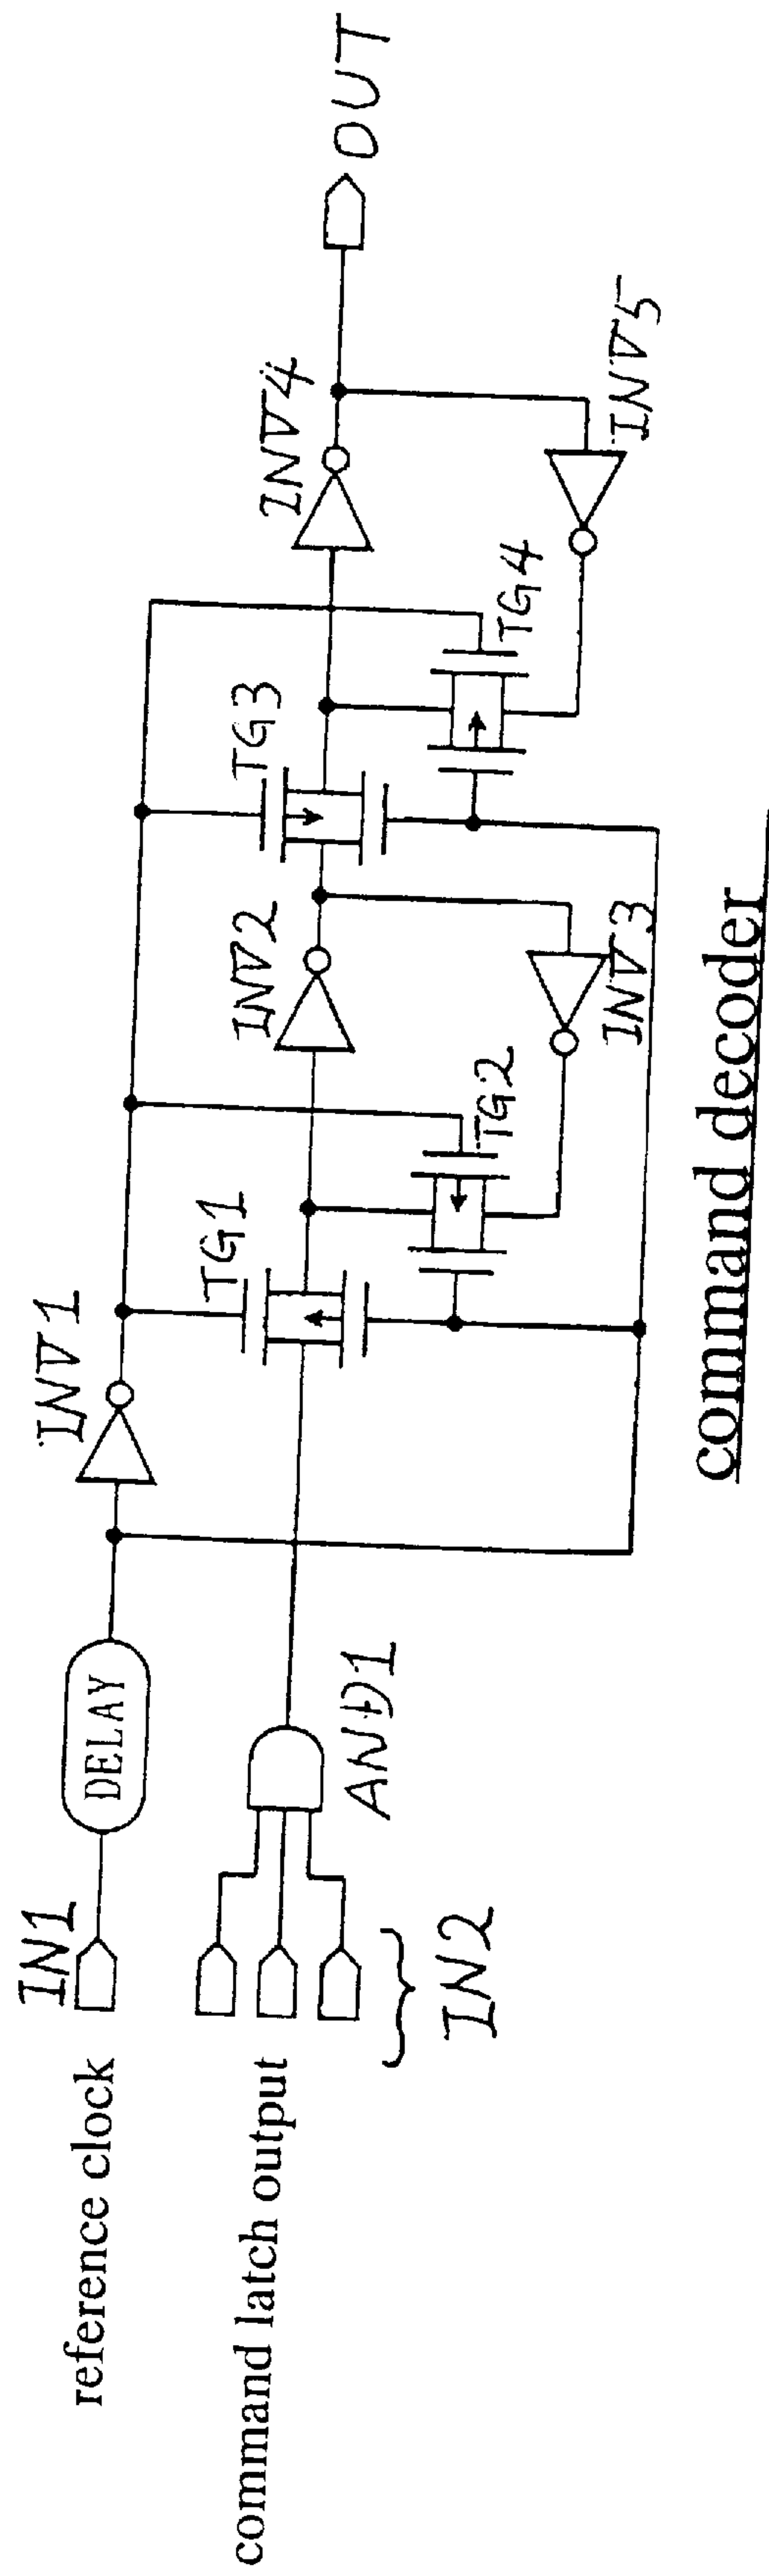 reference clock
IN1
DELAY
INV1
command latch output
IN2
AND1
TG1
TG2
INV2
INV3
TG3
TG4
INV4
INV5
OUT
command decoder